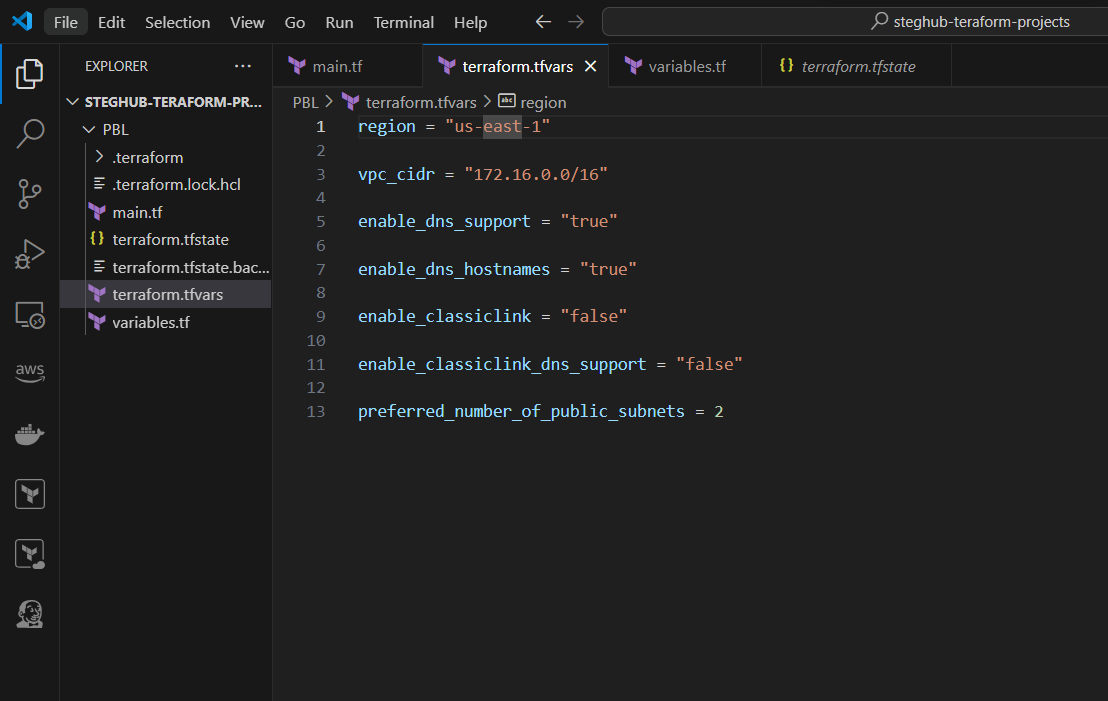 File Edit Selection View Go Run Terminal Help
steghub-teraform-projects
EXPLORER
STEGHUB-TERAFORM-PR...
PBL
.terraform
.terraform.lock.hcl
main.tf
terraform.tfstate
terraform.tfstate.bac...
terraform.tfvars
variables.tf
aws
main.tf
terraform.tfvars
variables.tf
terraform.tfstate
PBL > terraform.tfvars > abc region
1 region = "us-east-1"
2
3 vpc_cidr = "172.16.0.0/16"
4
5 enable_dns_support = "true"
6
7 enable_dns_hostnames = "true"
8
9 enable_classiclink = "false"
10
11 enable_classiclink_dns_support = "false"
12
13 preferred_number_of_public_subnets = 2